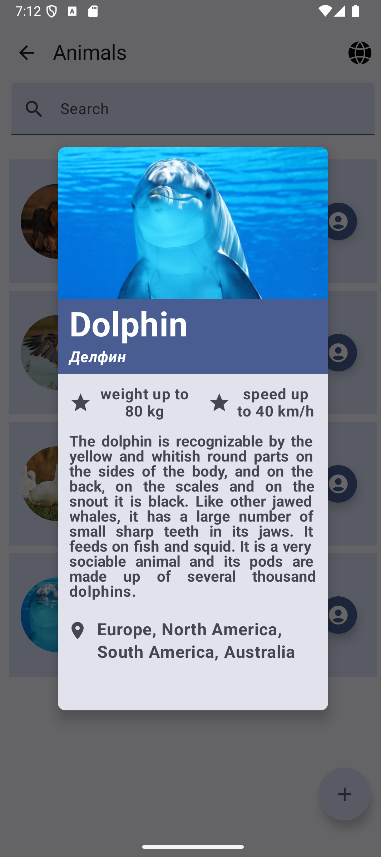 7:12
Animals
Search
Dolphin
Делфин
weight up to
80 kg
speed up
to 40 km/h
The dolphin is recognizable by the
yellow and whitish round parts on
the sides of the body, and on the
back, on the scales and on the
snout it is black. Like other jawed
whales, it has a large number of
small sharp teeth in its jaws. It
feeds on fish and squid. It is a very
sociable animal and its pods are
made up of several thousand
dolphins.
Europe, North America,
South America, Australia